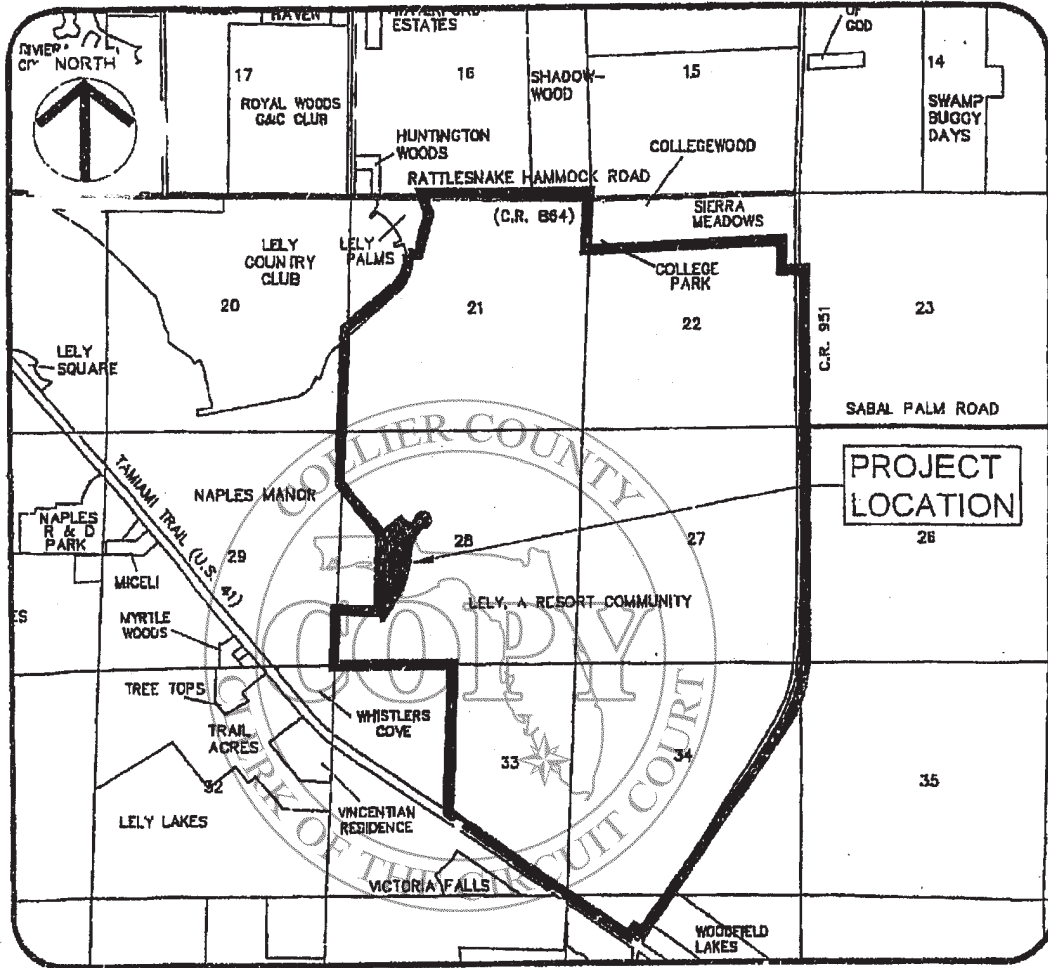 HAVEN
ESTATES
OF
GOD
NORTH
17
16
15
14
ROYAL WOODS
G&C CLUB
SHADOW-
WOOD
SWAMP
BUGGY
DAYS
HUNTINGTON
WOODS
COLLEGEWOOD
RATTLESNAKE HAMMOCK ROAD
(C.R. 864)
SIERRA
MEADOWS
LELY
COUNTRY
CLUB
LELY
PALMS
COLLEGE
PARK
20
21
22
23
C.R. 951
LELY
SQUARE
SABAL PALM ROAD
TAMIAMI TRAIL (U.S. 41)
NAPLES MANOR
PROJECT
LOCATION
NAPLES
R & D
PARK
29
28
27
26
MICELI
ES
MYRTLE
WOODS
LELY, A RESORT COMMUNITY
TREE TOPS
TRAIL
ACRES
WHISTLERS
COVE
32
33
34
35
LELY LAKES
VINCENTIAN
RESIDENCE
VICTORIA FALLS
WOODFIELD
LAKES
COLLIER COUNTY
COPY
CLERK OF THE CIRCUIT COURT